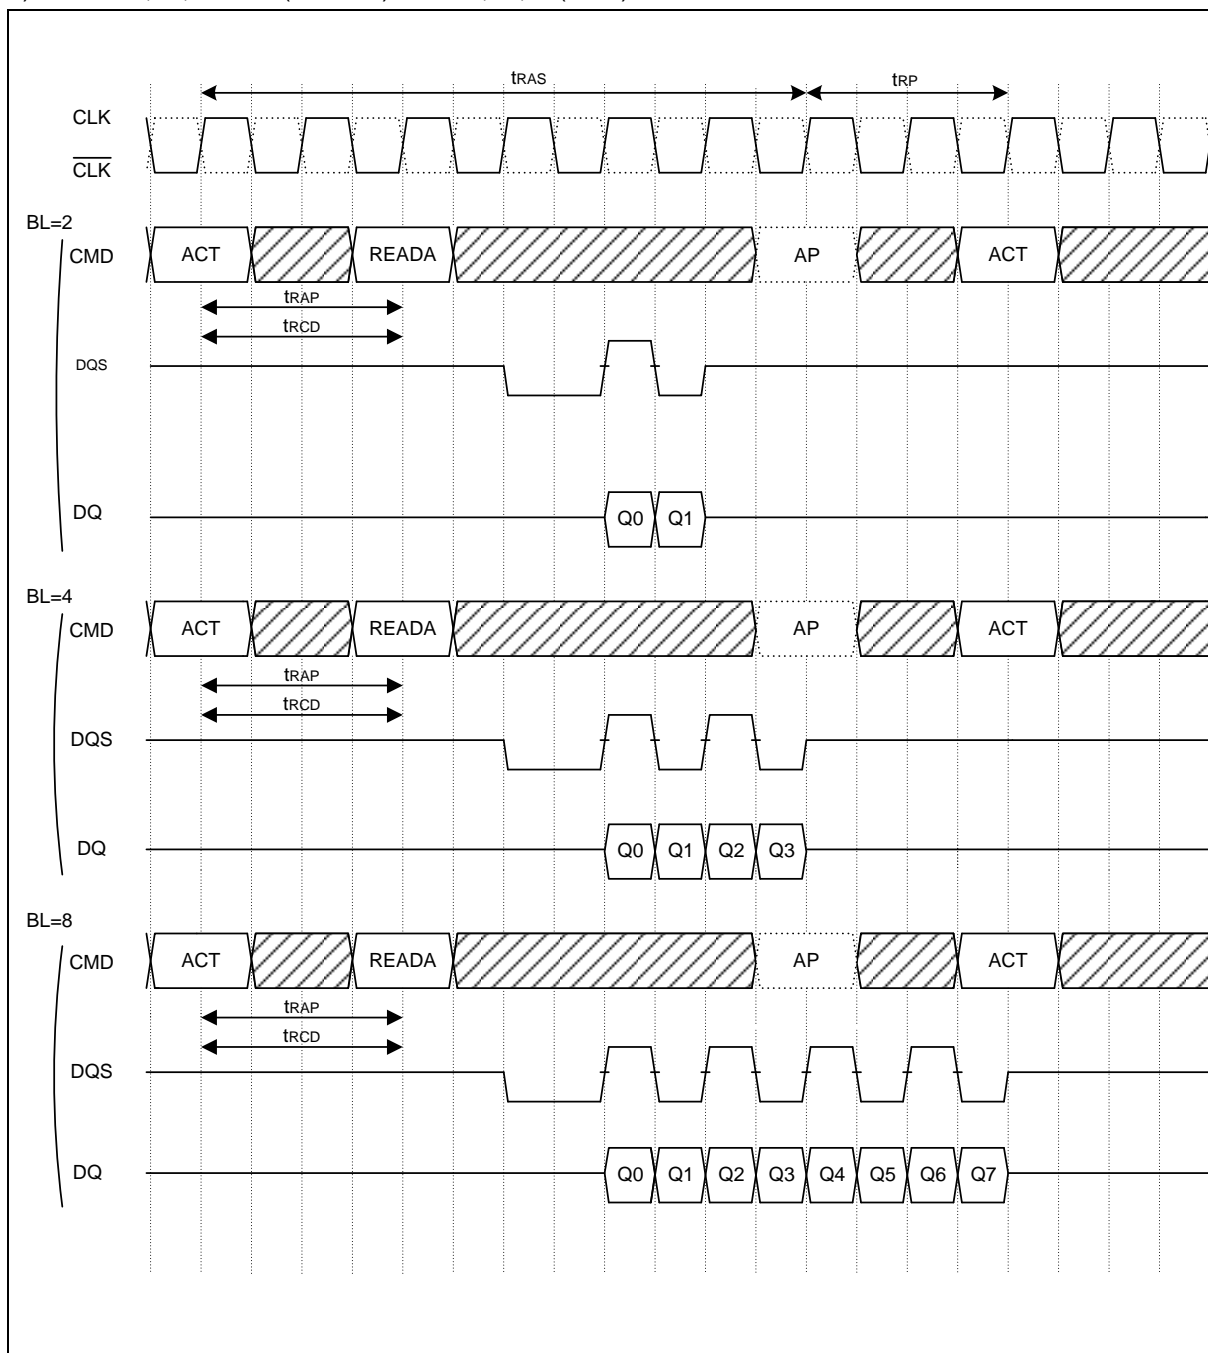 tRAS tRP
CLK
CLK
BL=2
CMD ACT READA AP ACT
tRAP
tRCD
DQS
DQ Q0 Q1
BL=4
CMD ACT READA AP ACT
tRAP
tRCD
DQS
DQ Q0 Q1 Q2 Q3
BL=8
CMD ACT READA AP ACT
tRAP
tRCD
DQS
DQ Q0 Q1 Q2 Q3 Q4 Q5 Q6 Q7